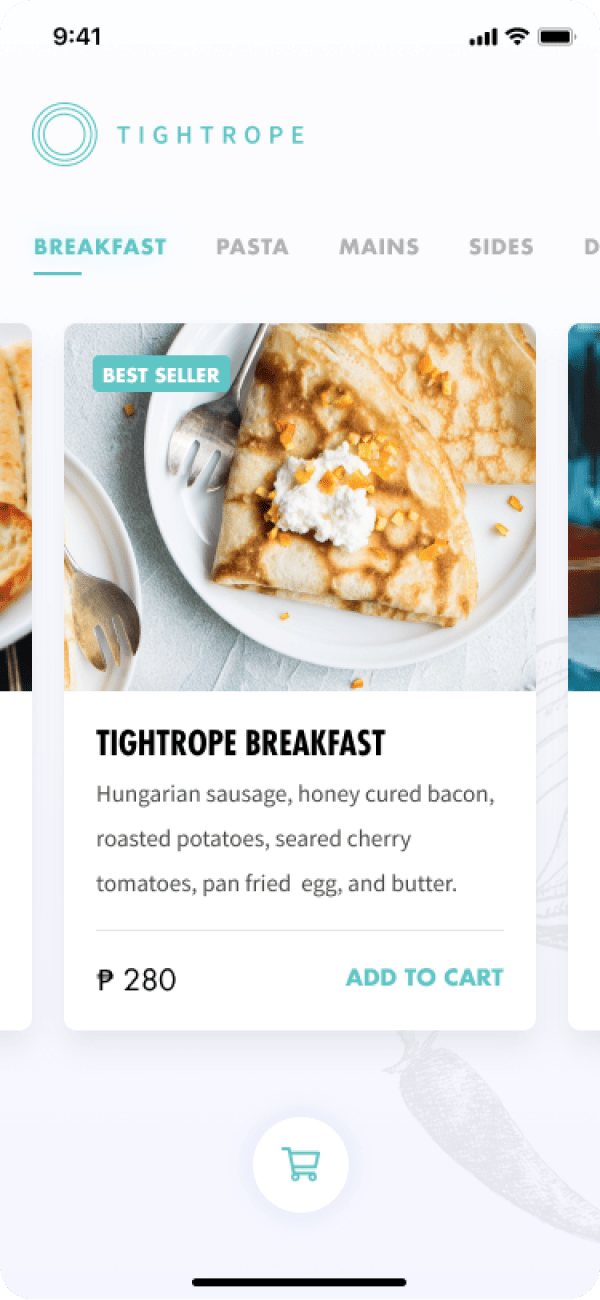 9:41
TIGHTROPE
BREAKFAST PASTA MAINS SIDES D
BEST SELLER
TIGHTROPE BREAKFAST
Hungarian sausage, honey cured bacon,
roasted potatoes, seared cherry
tomatoes, pan fried  egg, and butter.
₱ 280 ADD TO CART